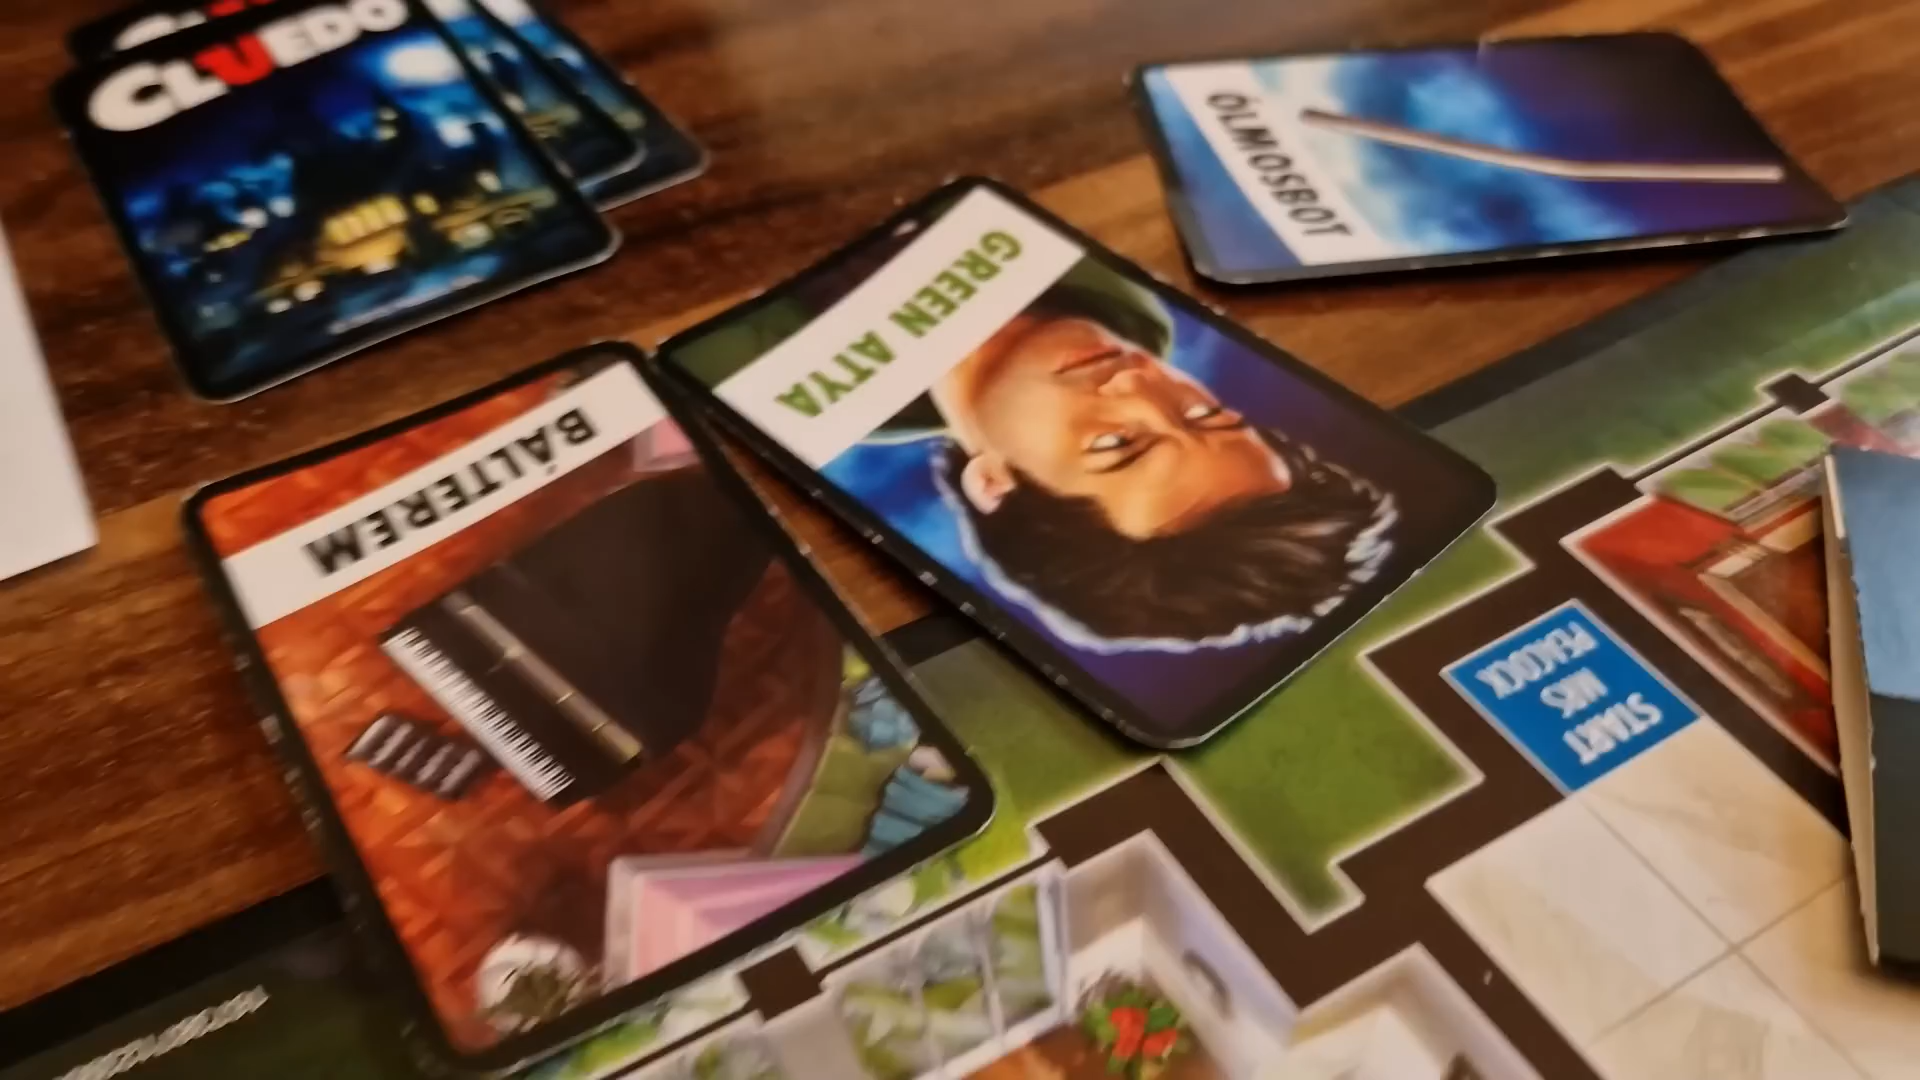 CLUEDO
ÓLMOSBOT
GREEN ATYA
BÁLTEREM
START
MRS
PEACOCK